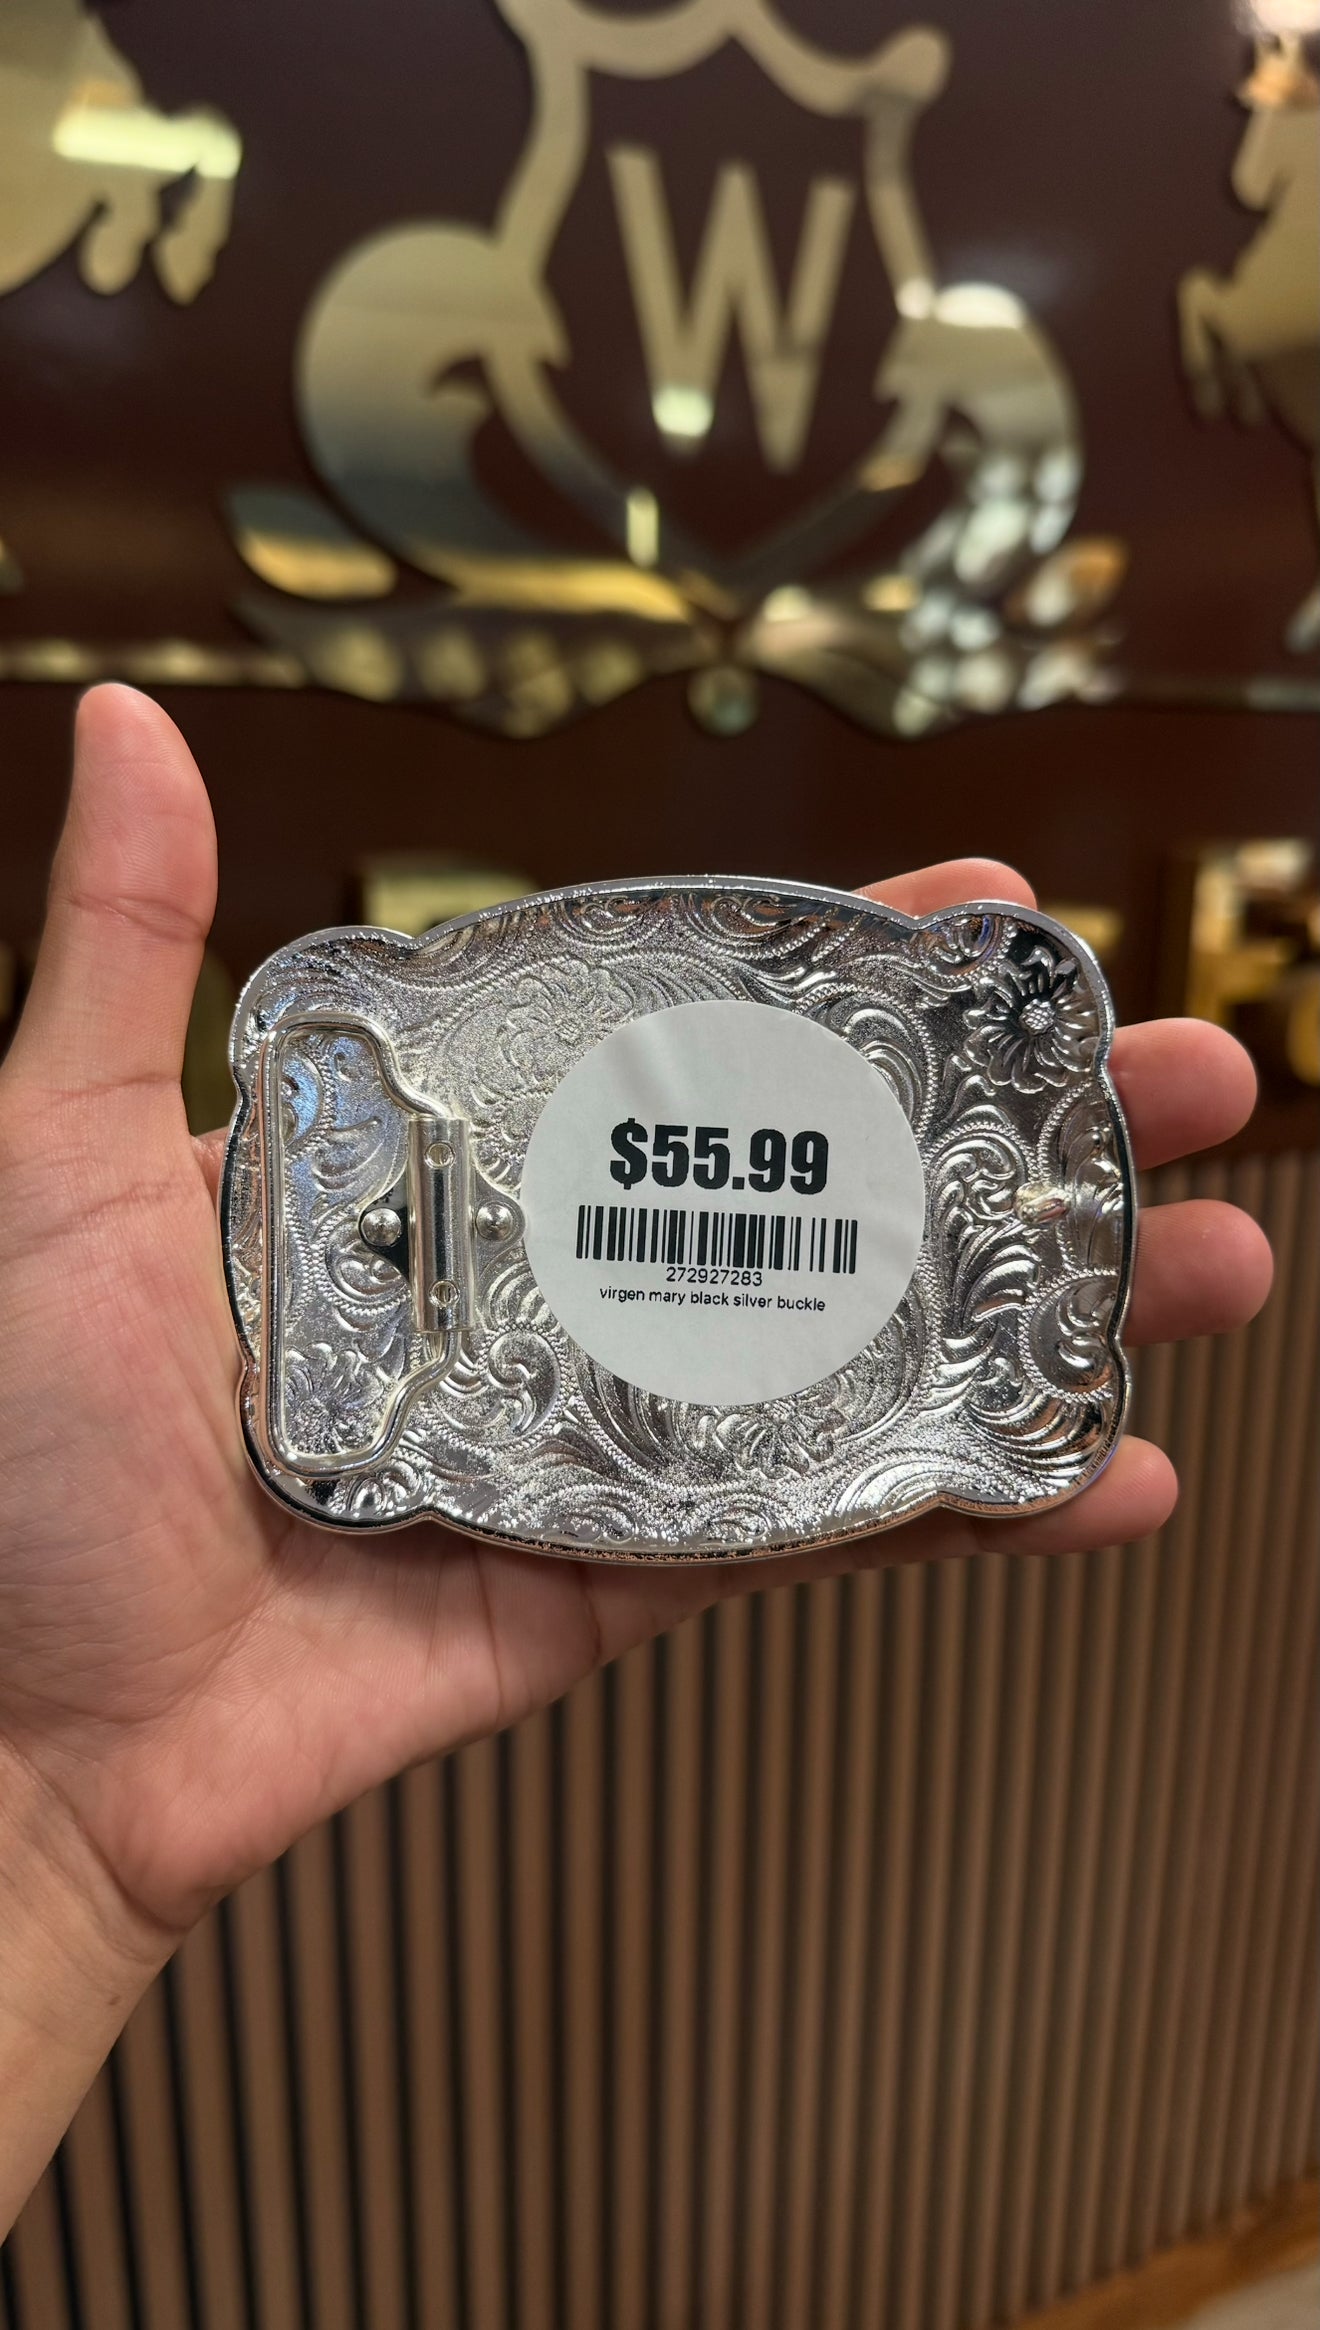 W
$55.99
272927283
virgen mary black silver buckle